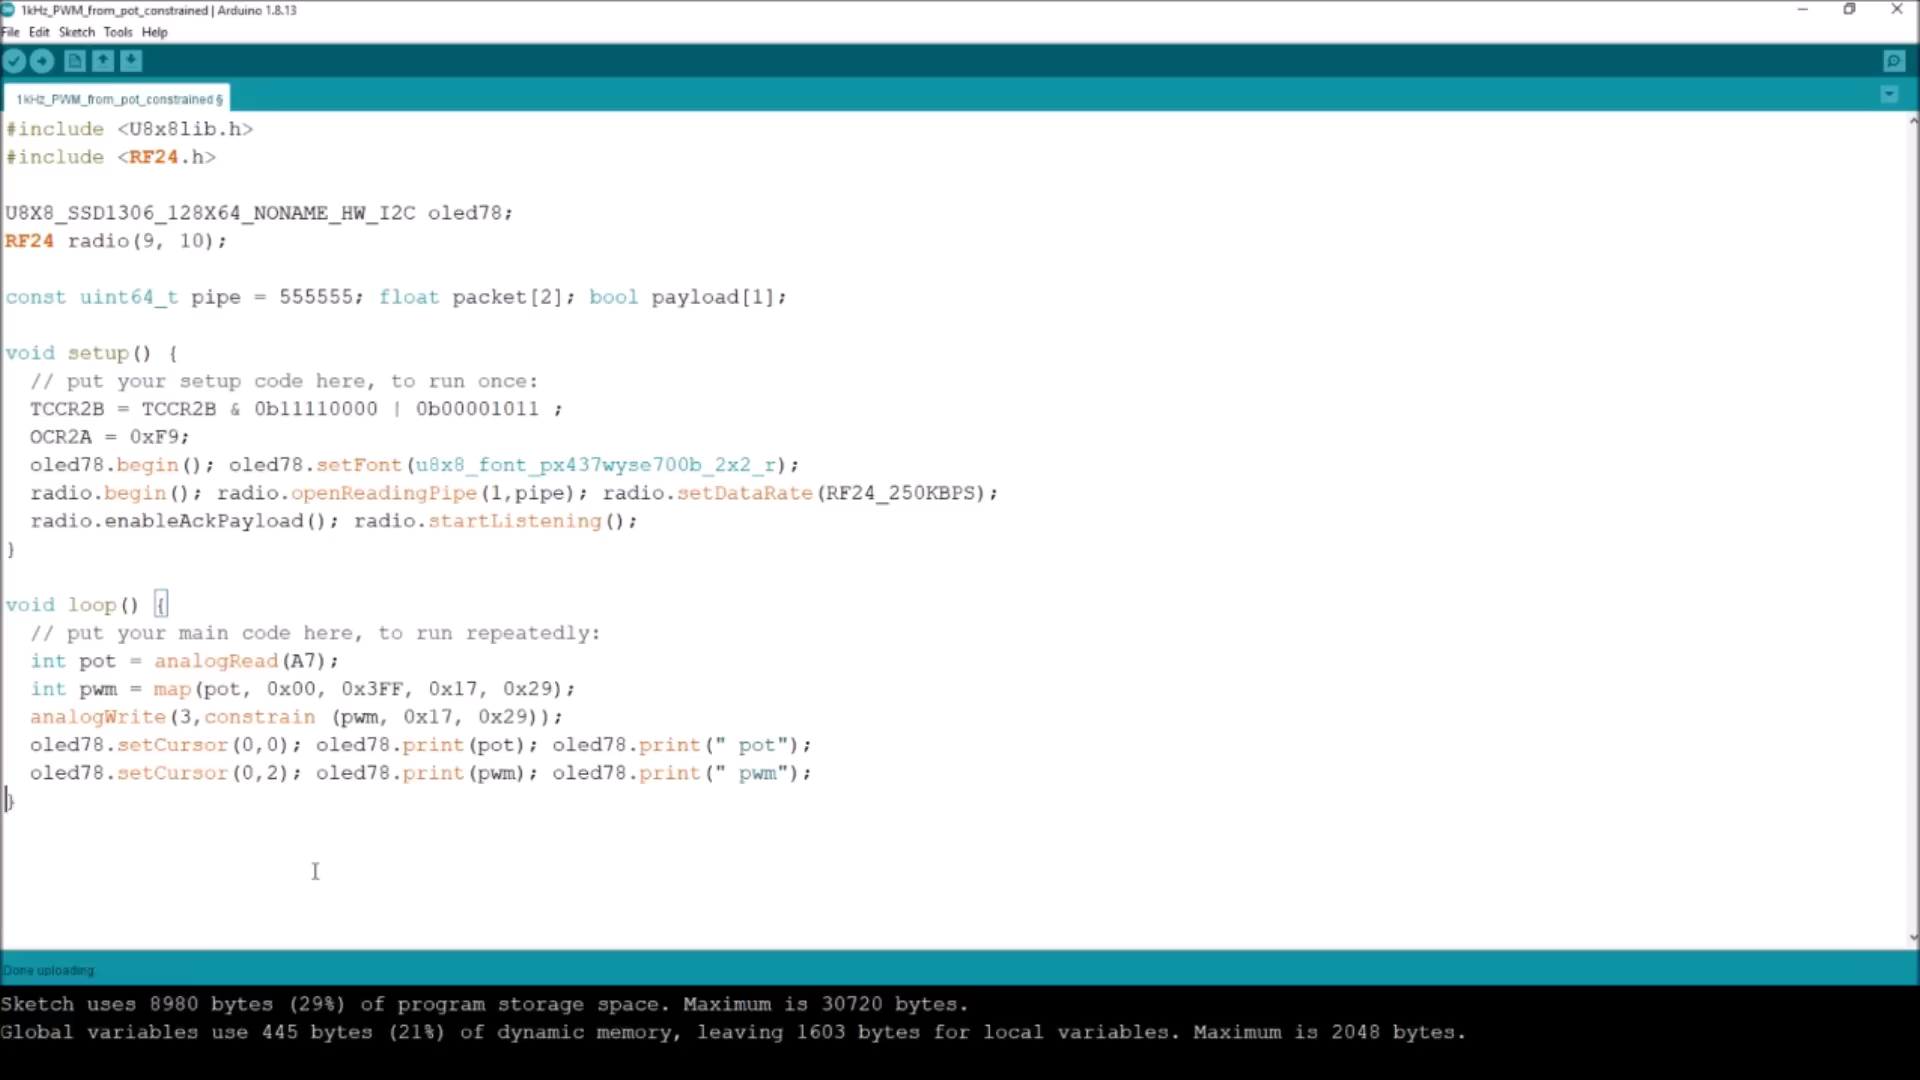 1kHz_PWM_from_pot_constrained | Arduino 1.8.13
File Edit Sketch Tools Help
1kHz_PWM_from_pot_constrained §
#include <U8x8lib.h>
#include <RF24.h>
U8X8_SSD1306_128X64_NONAME_HW_I2C oled78;
RF24 radio(9, 10);
const uint64_t pipe = 555555; float packet[2]; bool payload[1];
void setup() {
  // put your setup code here, to run once:
  TCCR2B = TCCR2B & 0b11110000 | 0b00001011 ;
  OCR2A = 0xF9;
  oled78.begin(); oled78.setFont(u8x8_font_px437wyse700b_2x2_r);
  radio.begin(); radio.openReadingPipe(1,pipe); radio.setDataRate(RF24_250KBPS);
  radio.enableAckPayload(); radio.startListening();
}
void loop() {
  // put your main code here, to run repeatedly:
  int pot = analogRead(A7);
  int pwm = map(pot, 0x00, 0x3FF, 0x17, 0x29);
  analogWrite(3,constrain (pwm, 0x17, 0x29));
  oled78.setCursor(0,0); oled78.print(pot); oled78.print(" pot");
  oled78.setCursor(0,2); oled78.print(pwm); oled78.print(" pwm");
}
Done uploading.
Sketch uses 8980 bytes (29%) of program storage space. Maximum is 30720 bytes.
Global variables use 445 bytes (21%) of dynamic memory, leaving 1603 bytes for local variables. Maximum is 2048 bytes.